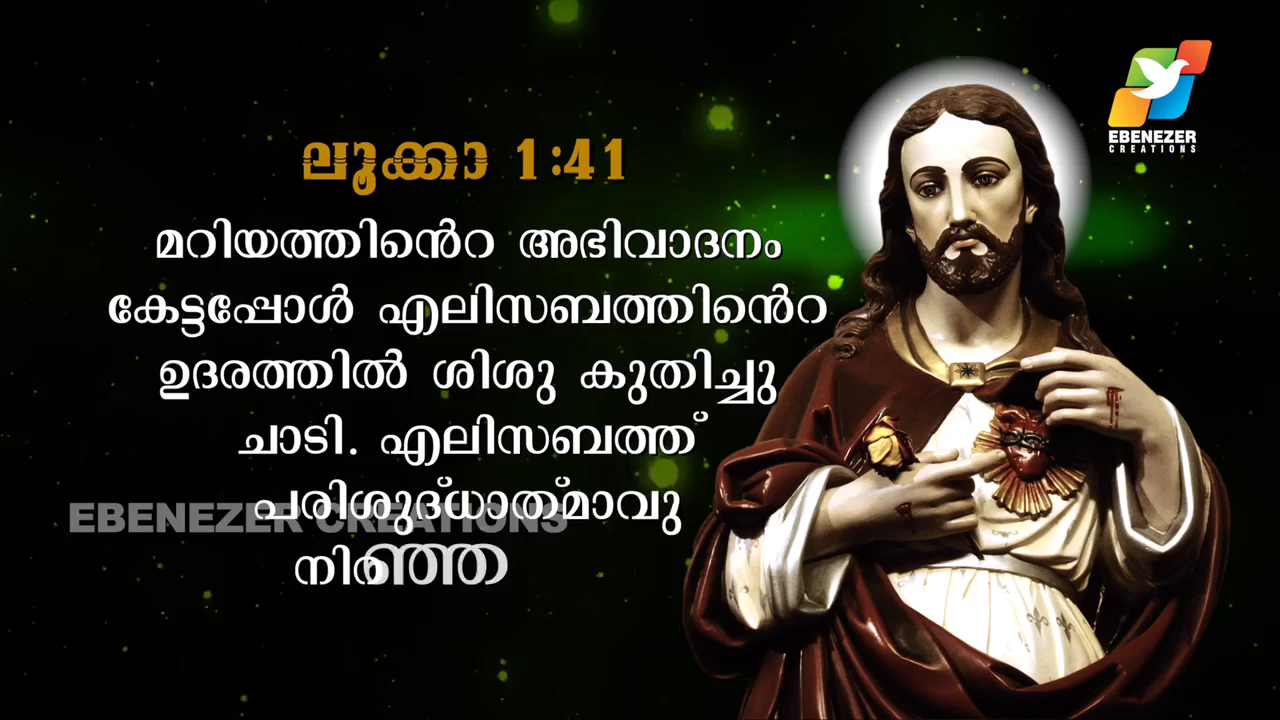 EBENEZER
CREATIONS
ലൂക്കാ 1:41
മറിയത്തിൻെറ അഭിവാദനം
കേട്ടപ്പോൾ എലിസബത്തിൻെറ
ഉദരത്തിൽ ശിശു കുതിച്ചു
ചാടി. എലിസബത്ത്
പരിശുദ്ധാത്മാവു
EBENEZER CREATIONS
നിറഞ്ഞ